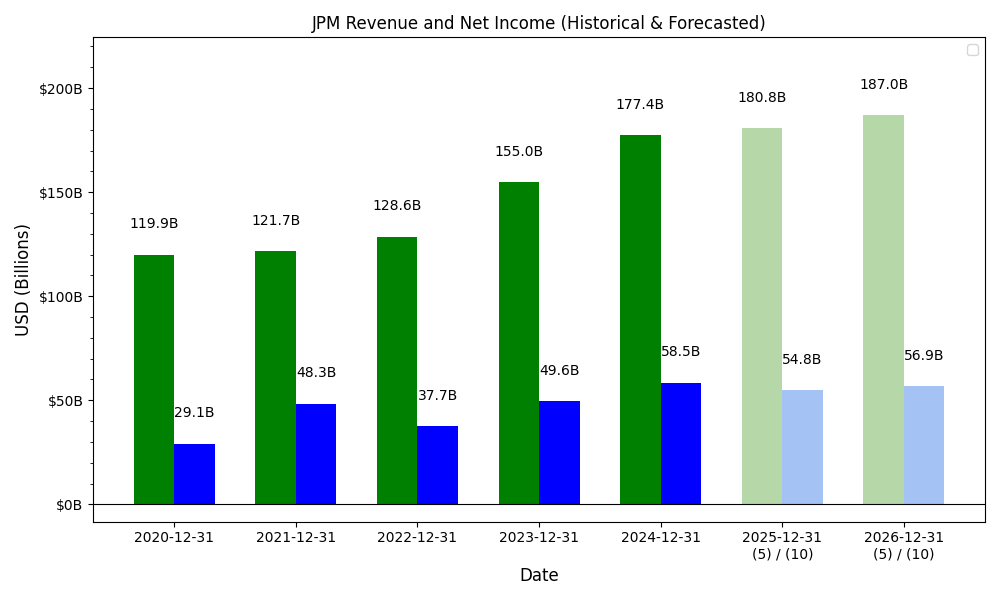 JPM Revenue and Net Income (Historical & Forecasted)
USD (Billions)
$200B
$150B
$100B
$50B
$0B
119.9B
29.1B
121.7B
48.3B
128.6B
37.7B
155.0B
49.6B
177.4B
58.5B
180.8B
54.8B
187.0B
56.9B
2020-12-31
2021-12-31
2022-12-31
2023-12-31
2024-12-31
2025-12-31
(5) / (10)
2026-12-31
(5) / (10)
Date